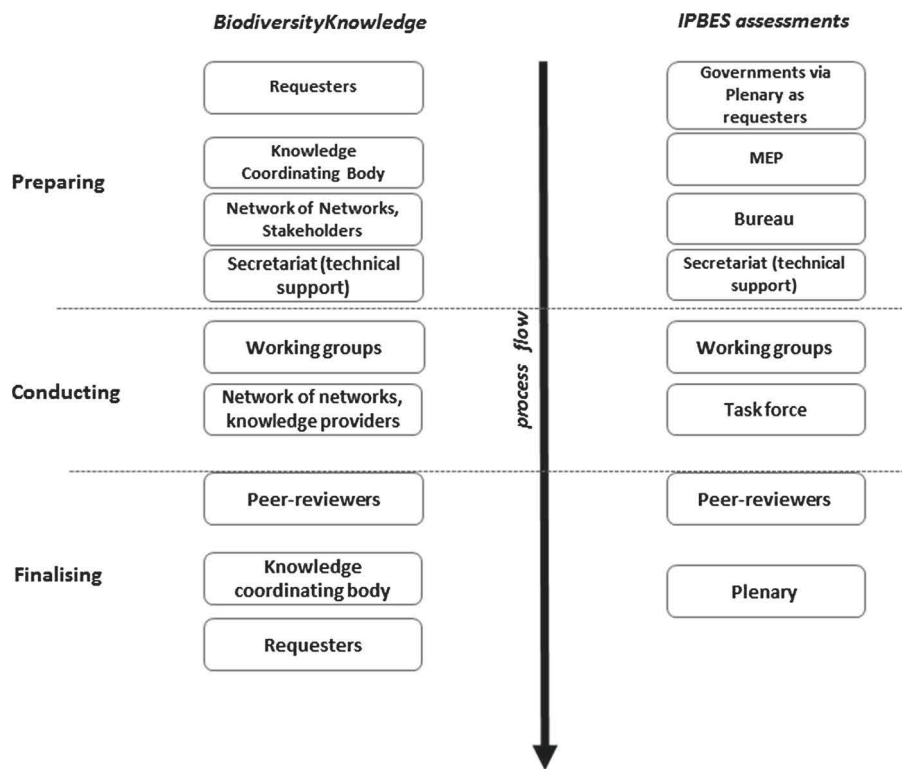 BiodiversityKnowledge
IPBES assessments
Requesters
Governments via
Plenary as
requesters
Preparing
Knowledge
Coordinating Body
MEP
Network of Networks,
Stakeholders
Bureau
Secretariat (technical
support)
Secretariat (technical
support)
process flow
Conducting
Working groups
Working groups
Network of networks,
knowledge providers
Task force
Finalising
Peer-reviewers
Peer-reviewers
Knowledge
coordinating body
Plenary
Requesters